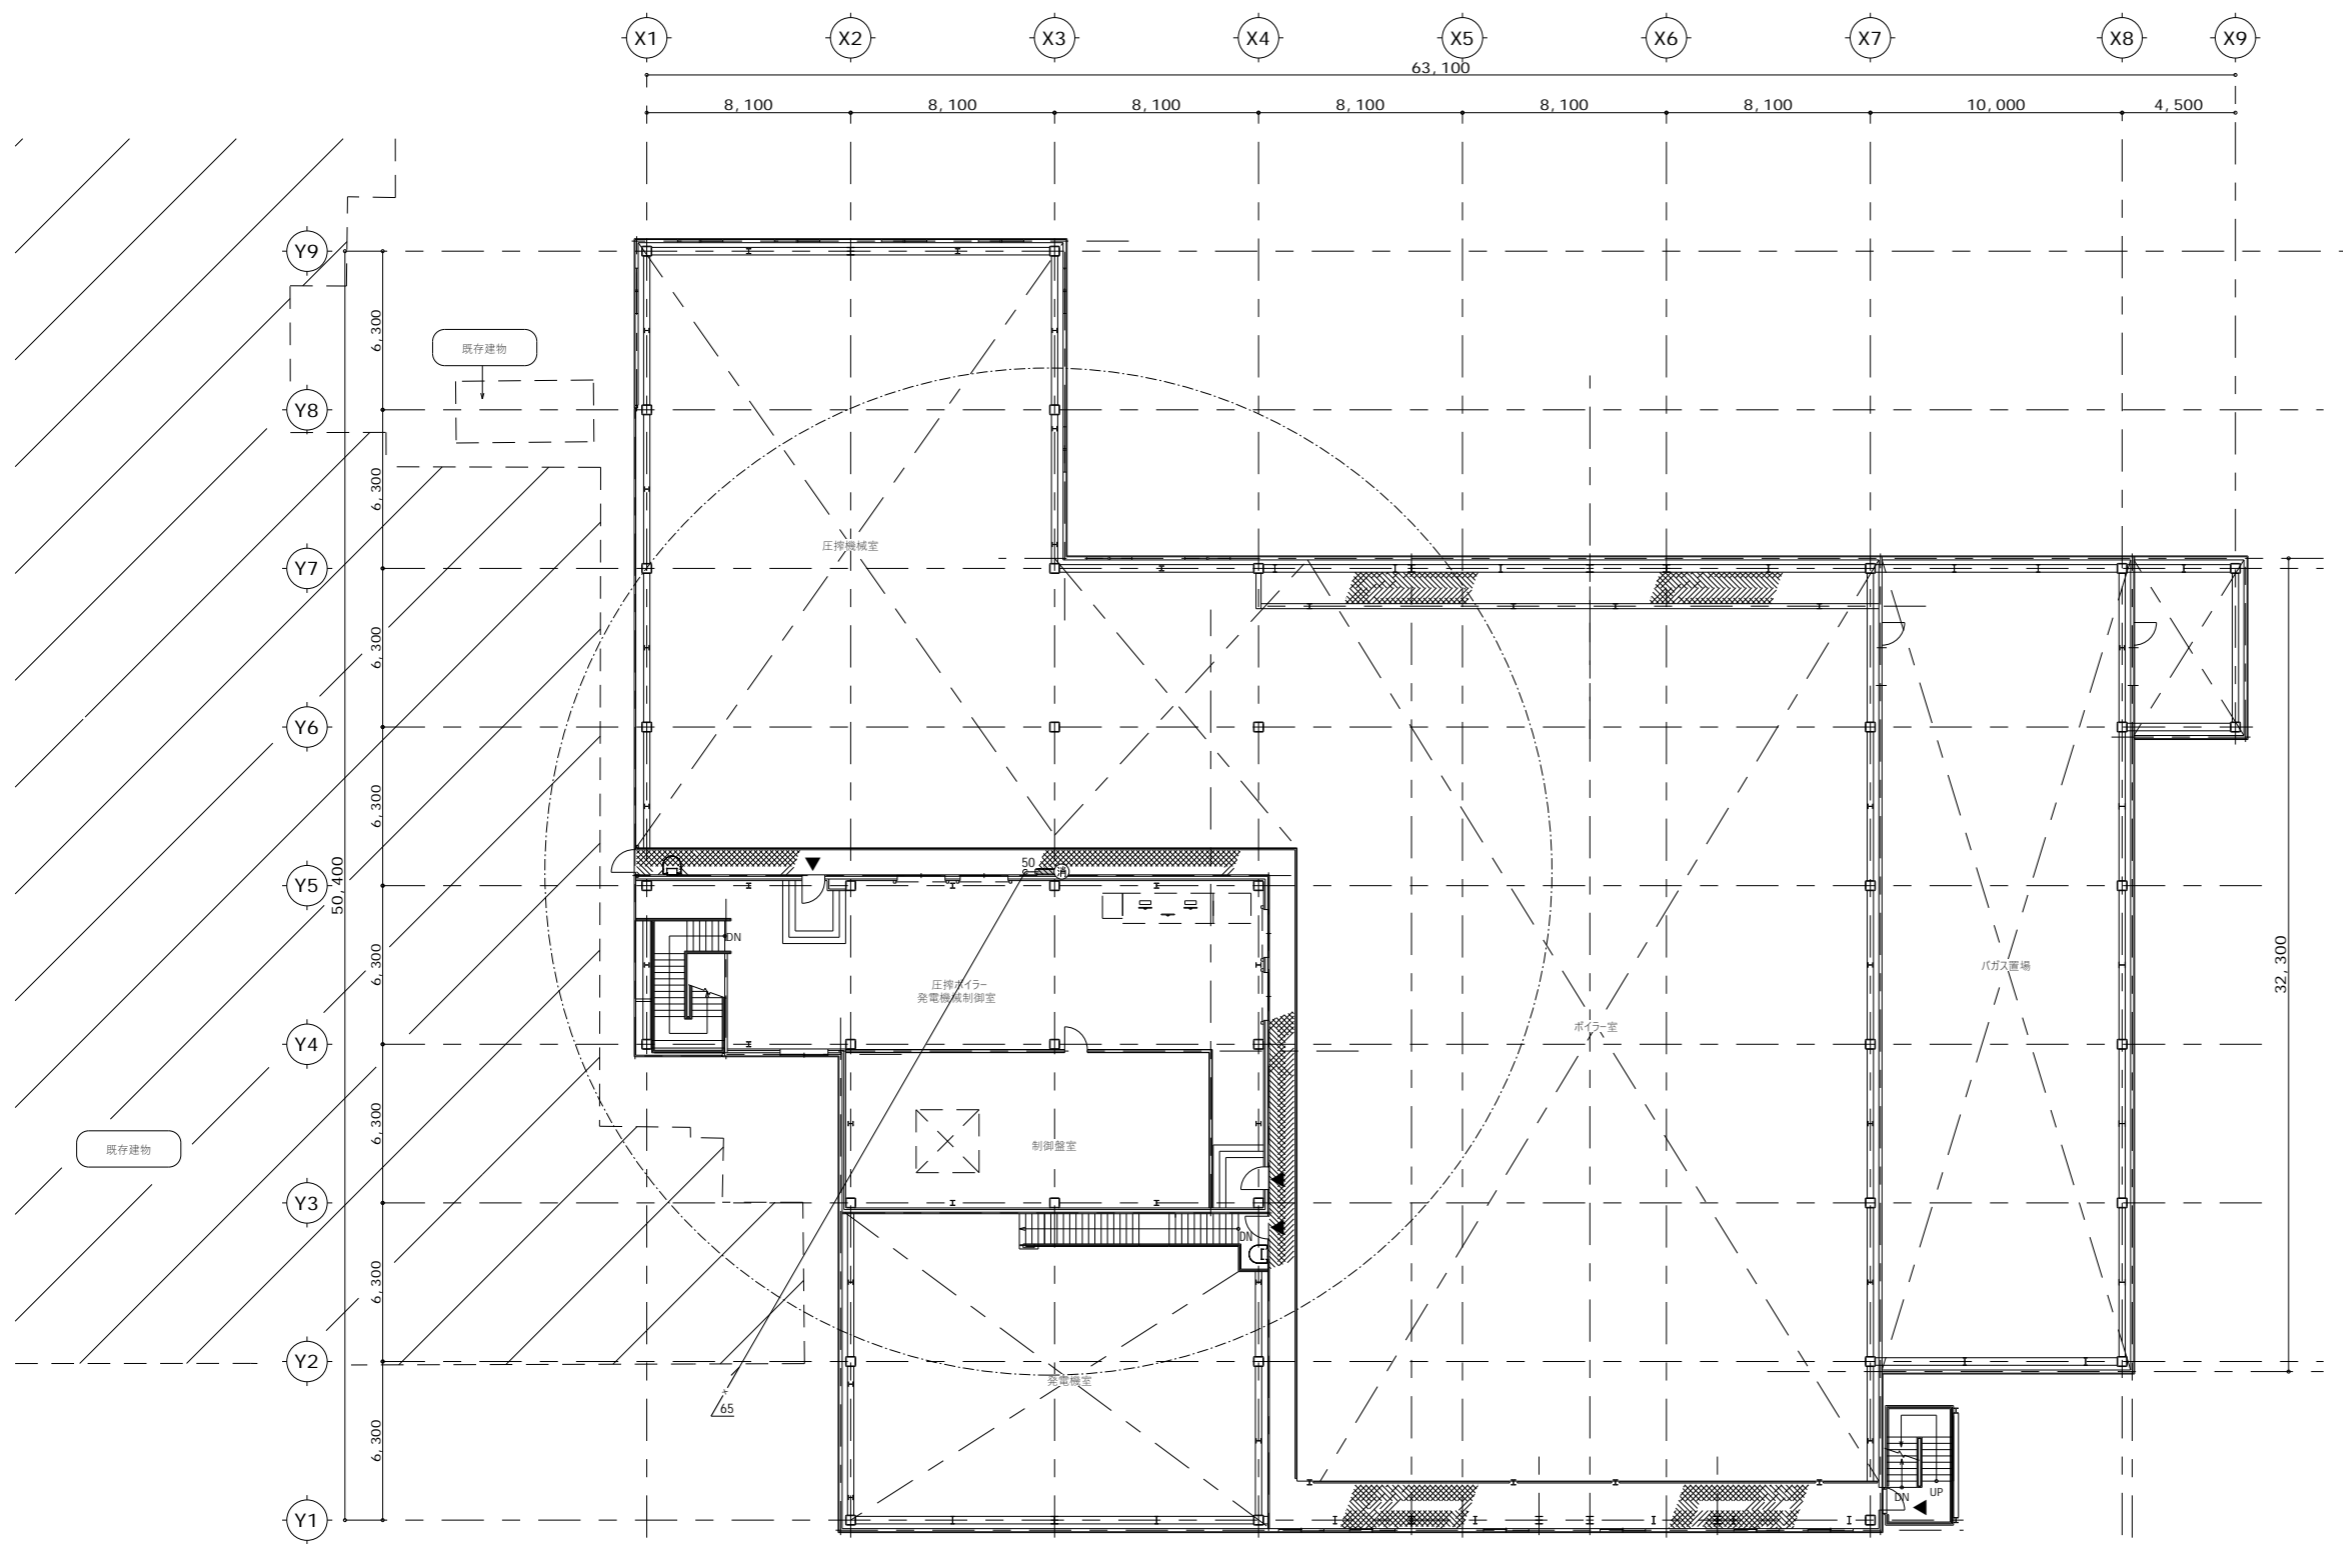 X1 X2 X3 X4 X5 X6 X7 X8 X9
63,100
8,100 8,100 8,100 8,100 8,100 8,100 10,000 4,500
Y9
6,300
既存建物
Y8
6,300
圧搾機械室
Y7
6,300
Y6
6,300
50
消
Y5
50,400
DN
6,300
圧搾ボイラー
発電機械制御室
バガス置場
32,300
ボイラー室
Y4
6,300
既存建物
制御盤室
Y3
DN
6,300
Y2
発電機室
65
6,300
DN UP
Y1